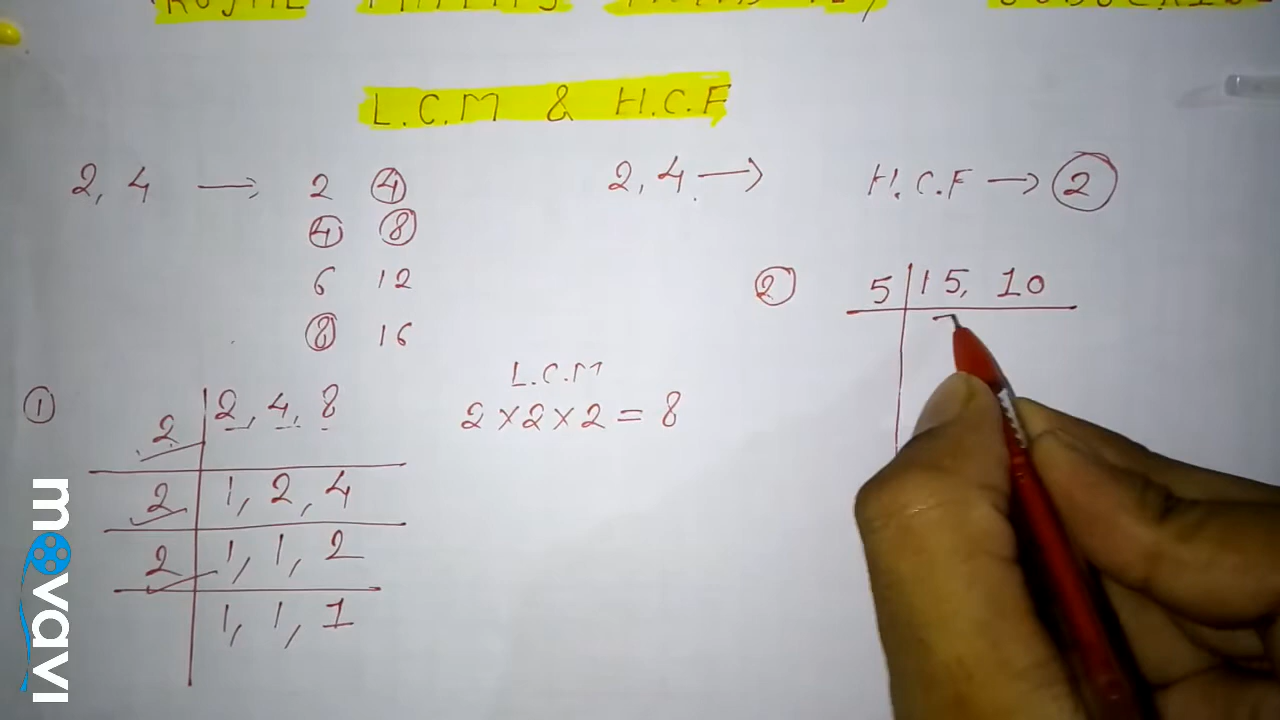 L.C.M & H.C.F
2, 4 → 2 ④
④ ⑧
6 12
⑧ 16
2, 4. → H.C.F → ②
① 2 | 2, 4, 8
2 | 1, 2, 4
2 | 1, 1, 2
1, 1, 1
L.C.M
2 × 2 × 2 = 8
② 5 | 15, 10
movavi